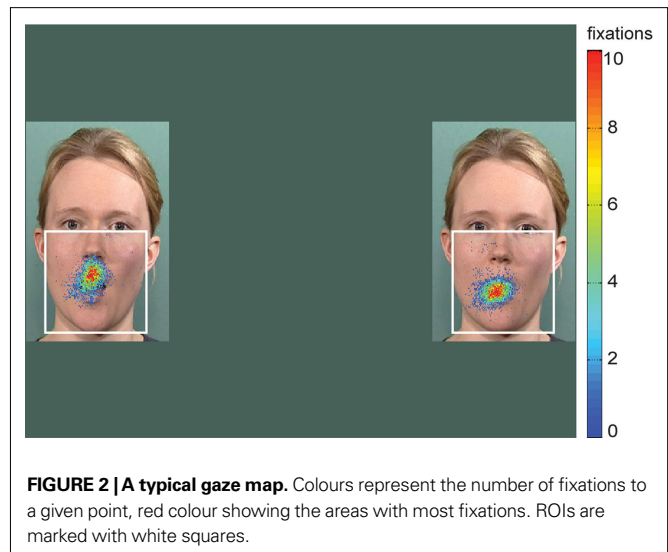 fixations
10
8
6
4
2
0
FIGURE 2 | A typical gaze map. Colours represent the number of fixations to
a given point, red colour showing the areas with most fixations. ROIs are
marked with white squares.